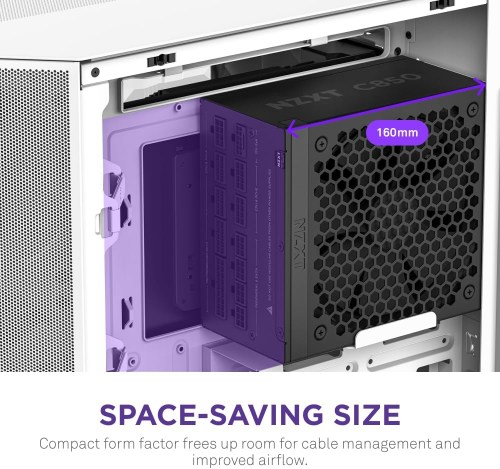 NZXT C850
160mm
NZXT
SPACE-SAVING SIZE
Compact form factor frees up room for cable management and
improved airflow.